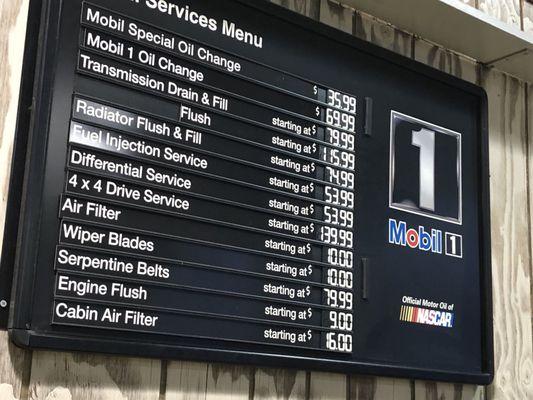 Services Menu
Mobil Special Oil Change $ 35.99
Mobil 1 Oil Change $ 69.99
Transmission Drain & Fill starting at $ 79.99
Flush starting at $ 115.99
Radiator Flush & Fill starting at $ 74.99
Fuel Injection Service starting at $ 53.99
Differential Service starting at $ 53.99
4 x 4 Drive Service starting at $ 139.99
Air Filter starting at $ 10.00
Wiper Blades starting at $ 10.00
Serpentine Belts starting at $ 79.99
Engine Flush starting at $ 9.00
Cabin Air Filter starting at $ 16.00
1
Mobil 1
Official Motor Oil of
NASCAR